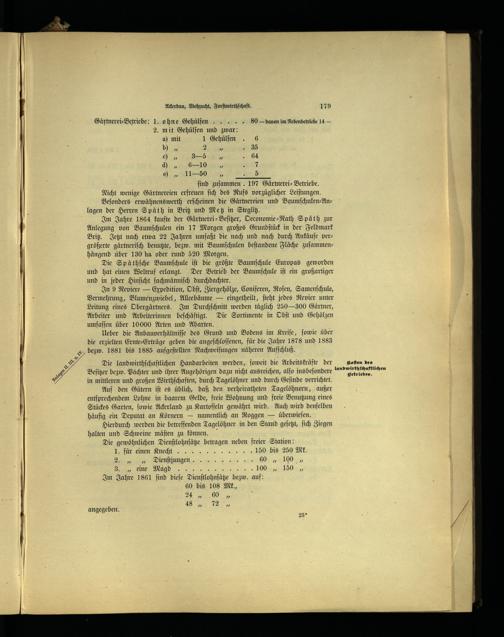 Ackerbau, Viehzucht, Forstwirthschaft. 179
Gärtnerei-Betriebe: 1. ohne Gehülfen . . . . . 80 — davon im Nebenbetriebe 14 —
2. mit Gehülfen und zwar:
a) mit 1 Gehülfen . 6
b) „ 2 „ . 35
c) „ 3—5 „ . 64
d) „ 6—10 „ . 7
e) „ 11—50 „ . 5
sind zusammen . 197 Gärtnerei-Betriebe.
Nicht wenige Gärtnereien erfreuen sich des Rufs vorzüglicher Leistungen.
Besonders erwähnenswerth erscheinen die Gärtnereien und Baumschulen-An-
lagen der Herren Späth in Britz und Metz in Steglitz.
Im Jahre 1864 kaufte der Gärtnerei-Besitzer, Oeconomie-Rath Späth zur
Anlegung von Baumschulen ein 17 Morgen großes Grundstück in der Feldmark
Britz. Jetzt nach etwa 22 Jahren umfaßt die nach und nach durch Ankäufe ver-
größerte gärtnerisch benutzte, bezw. mit Baumschulen bestandene Fläche zusammen-
hängend über 130 ha oder rund 520 Morgen.
Die Späthsche Baumschule ist die größte Baumschule Europas geworden
und hat einen Weltruf erlangt. Der Betrieb der Baumschule ist ein großartiger
und in jeder Hinsicht fachmännisch durchdachter.
In 9 Revieren — Expedition, Obst, Ziergehölze, Coniferen, Rosen, Samenschule,
Vermehrung, Blumenzwiebel, Alleebäume — eingetheilt, steht jedes Revier unter
Leitung eines Obergärtners. Im Durchschnitt werden täglich 250—300 Gärtner,
Arbeiter und Arbeiterinnen beschäftigt. Die Sortimente in Obst und Gehölzen
umfassen über 10000 Arten und Abarten.
Ueber die Anbauverhältnisse des Grund und Bodens im Kreise, sowie über
die erzielten Ernte-Erträge geben die angeschlossenen, für die Jahre 1878 und 1883
bezw. 1881 bis 1885 aufgestellten Nachweisungen näheren Aufschluß.
Beilagen II, III, u. IV.
Die landwirthschaftlichen Handarbeiten werden, soweit die Arbeitskräfte der
Besitzer bezw. Pächter und ihrer Angehörigen dazu nicht ausreichen, also insbesondere
in mittleren und großen Wirthschaften, durch Tagelöhner und durch Gesinde verrichtet.
Kosten des
landwirthschaftlichen
Betriebes.
Auf den Gütern ist es üblich, daß den verheiratheten Tagelöhnern, außer
entsprechendem Lohne in baarem Gelde, freie Wohnung und freie Benutzung eines
Stückes Garten, sowie Ackerland zu Kartoffeln gewährt wird. Auch wird denselben
häufig ein Deputat an Körnern — namentlich an Roggen — überwiesen.
Hierdurch werden die betreffenden Tagelöhner in den Stand gesetzt, sich Ziegen
halten und Schweine mästen zu können.
Die gewöhnlichen Dienstlohnsätze betragen neben freier Station:
1. für einen Knecht . . . . . . . . . . . 150 bis 250 Mk.
2. „ „ Dienstjungen . . . . . . . . . 60 „ 100 „
3. „ eine Magd . . . . . . . . . . . 100 „ 150 „
Im Jahre 1861 sind diese Dienstlohnsätze bezw. auf:
60 bis 108 Mk.,
24 „ 60 „
48 „ 72 „
angegeben.
23*